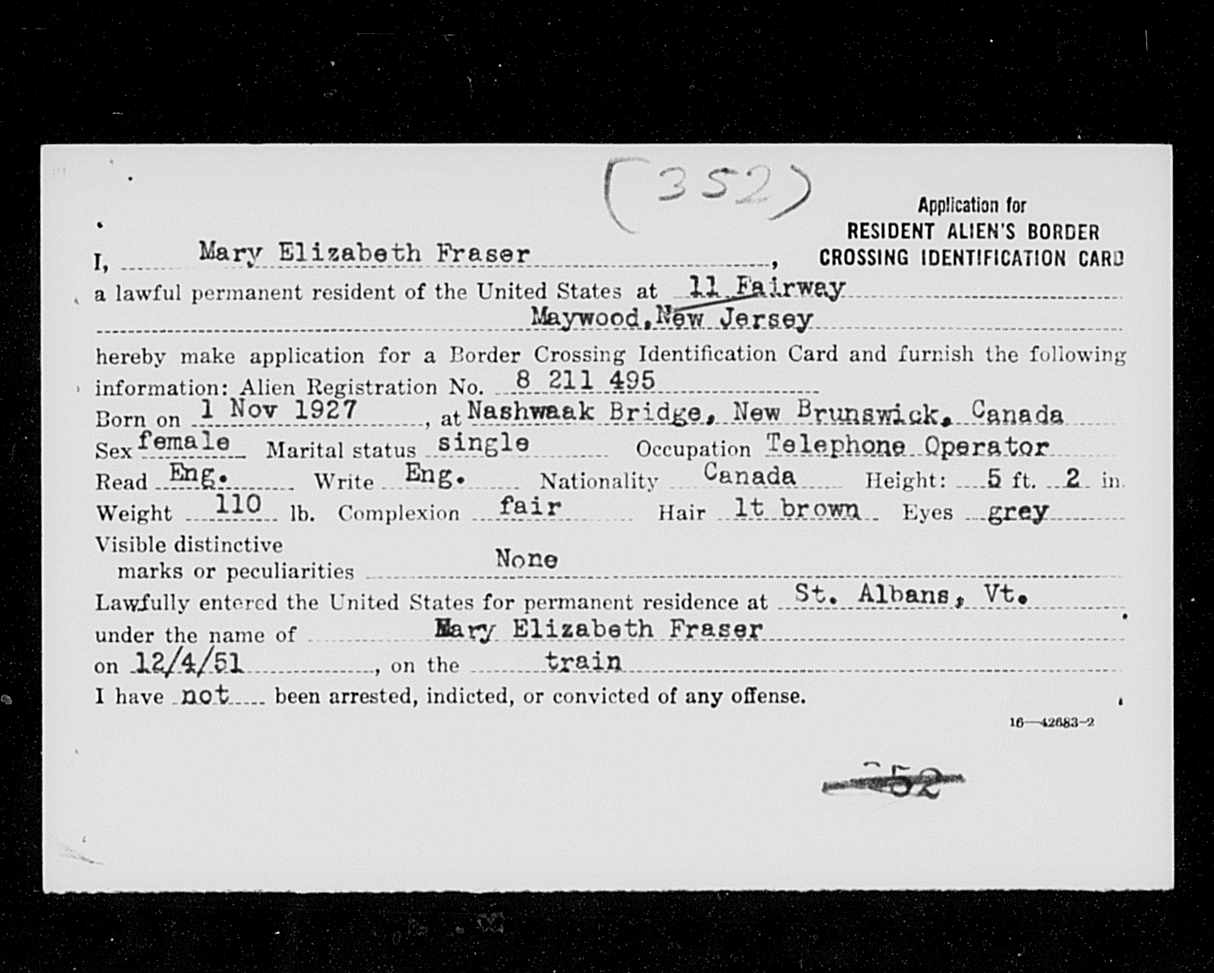 (352)
Application for
RESIDENT ALIEN'S BORDER
CROSSING IDENTIFICATION CARD
I, Mary Elizabeth Fraser,
a lawful permanent resident of the United States at 11 Fairway
Maywood, New Jersey
hereby make application for a Border Crossing Identification Card and furnish the following
information: Alien Registration No. 8 211 495
Born on 1 Nov 1927, at Nashwaak Bridge, New Brunswick, Canada
Sex female Marital status single Occupation Telephone Operator
Read Eng. Write Eng. Nationality Canada Height: 5 ft. 2 in.
Weight 110 lb. Complexion fair Hair lt brown Eyes grey
Visible distinctive
marks or peculiarities None
Lawfully entered the United States for permanent residence at St. Albans, Vt.
under the name of Mary Elizabeth Fraser
on 12/4/51, on the train
I have not been arrested, indicted, or convicted of any offense.
16—42683-2
52